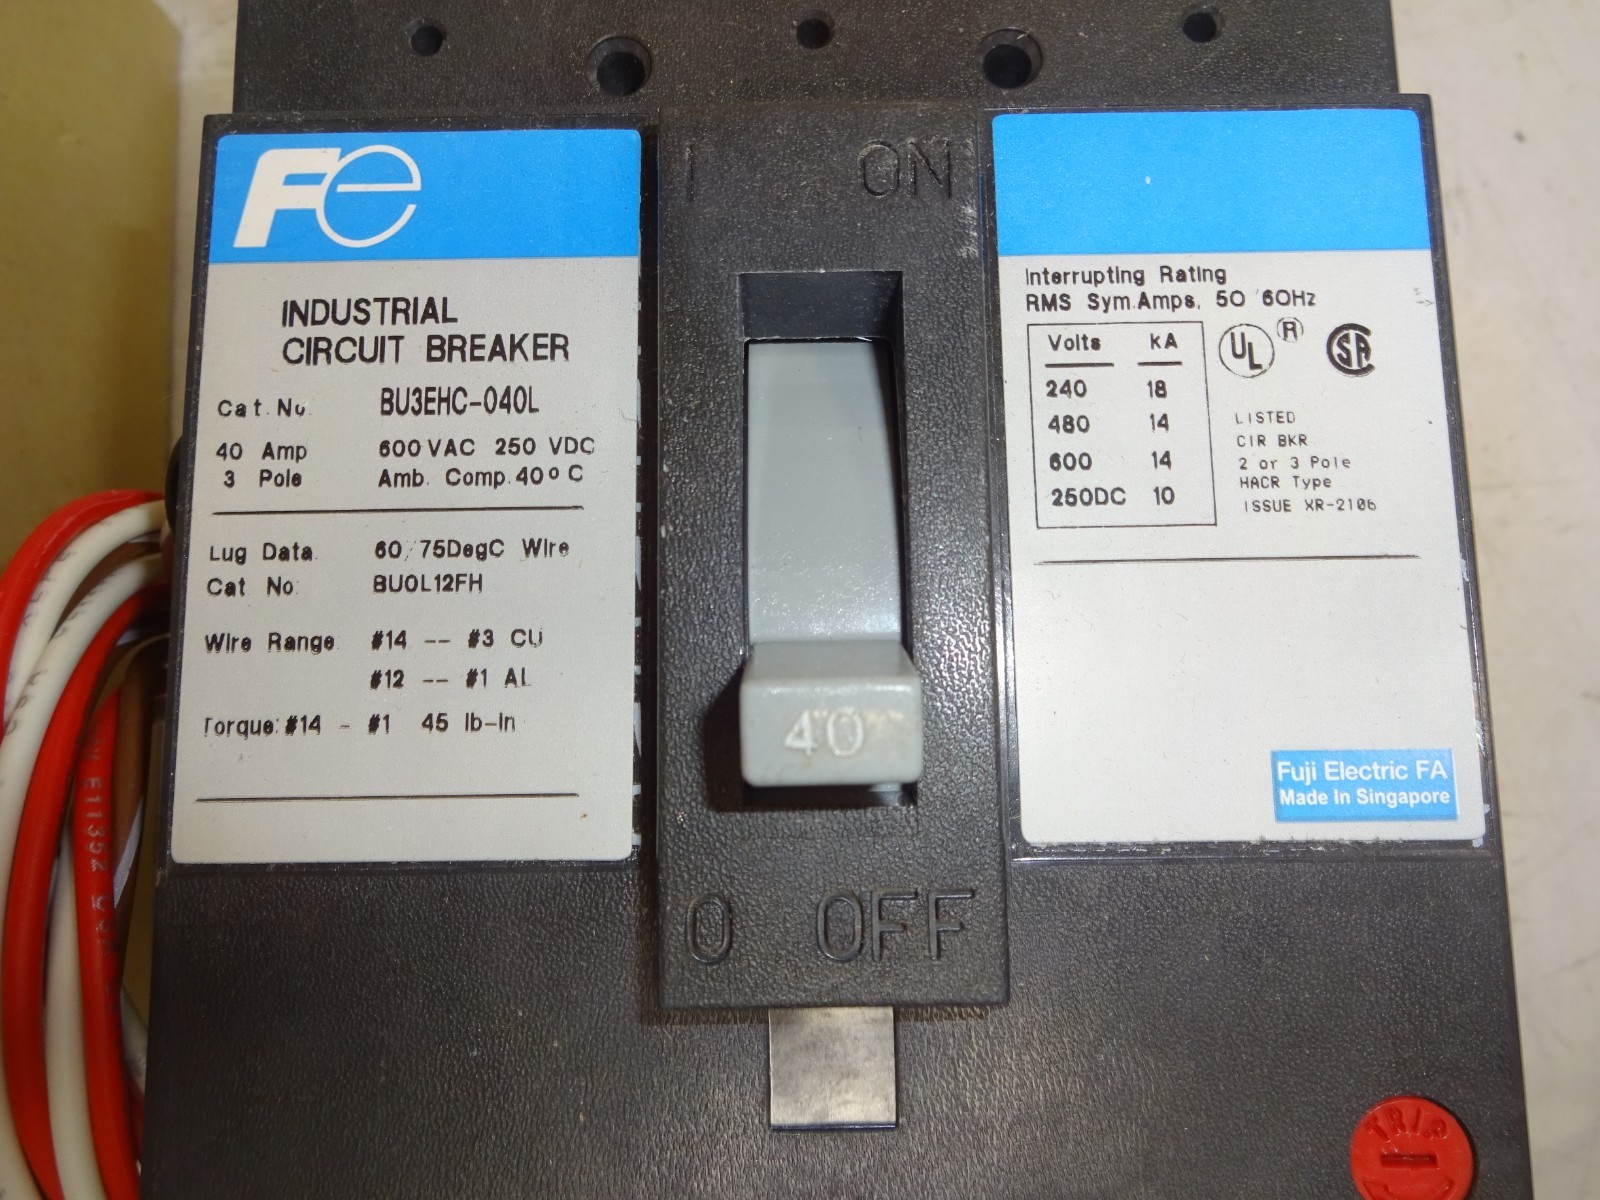 Fe
INDUSTRIAL
CIRCUIT BREAKER
Cat. No. BU3EHC-040L
40 Amp 600 VAC 250 VDC
3 Pole Amb. Comp. 40°C
Lug Data. 60/75DegC Wire
Cat No: BU0L12FH
Wire Range: #14 -- #3 CU
#12 -- #1 AL
Torque: #14 - #1 45 lb-in
I ON
40
O OFF
Interrupting Rating
RMS Sym.Amps, 50 60Hz
Volts kA
240 18
480 14
600 14
250DC 10
UL ®
SA
LISTED
CIR BKR
2 or 3 Pole
HACR Type
ISSUE XR-2106
Fuji Electric FA
Made In Singapore
TRIP
E11352